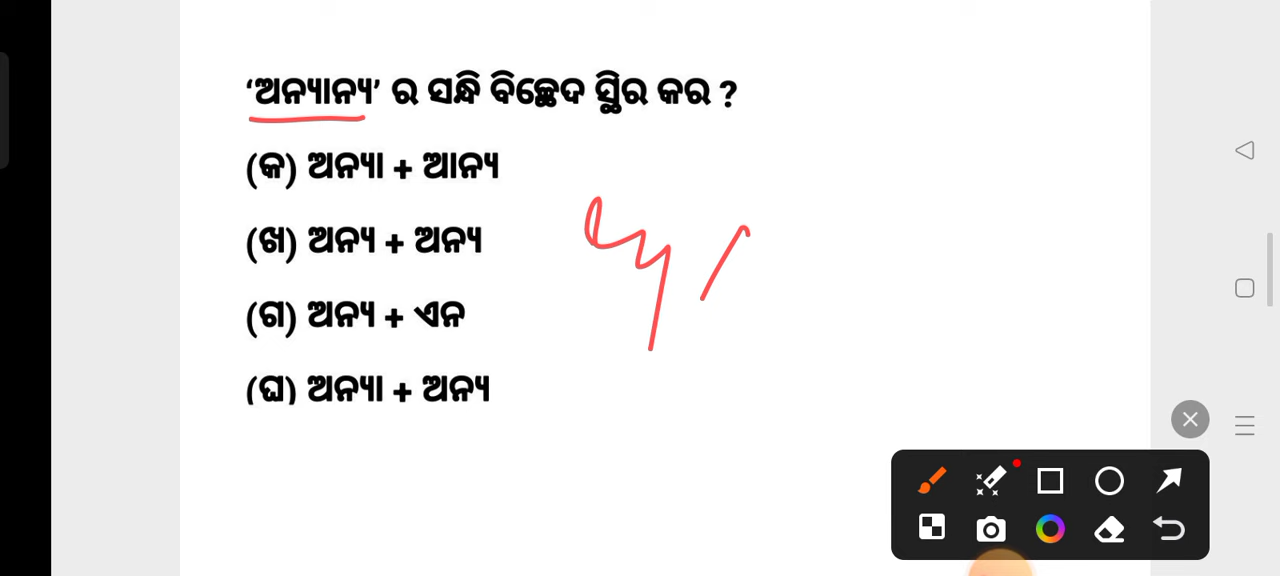 ‘ଅନ୍ୟାନ୍ୟ’ ର ସନ୍ଧି ବିଚ୍ଛେଦ ସ୍ଥିର କର ?
(କ) ଅନ୍ୟା + ଆନ୍ୟ
(ଖ) ଅନ୍ୟ + ଅନ୍ୟ
(ଗ) ଅନ୍ୟ + ଏନ
(ଘ) ଅନ୍ୟା + ଅନ୍ୟ